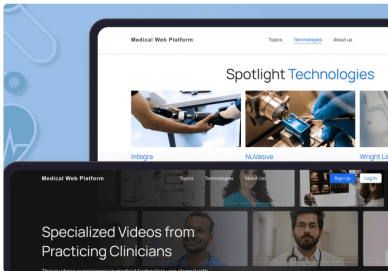 Medical Web Platform
Topics Technologies About us
Spotlight Technologies
Integra NuVasive Wright La
Medical Web Platform
Topics Technologies About Us Sign Up Log In
Specialized Videos from
Practicing Clinicians